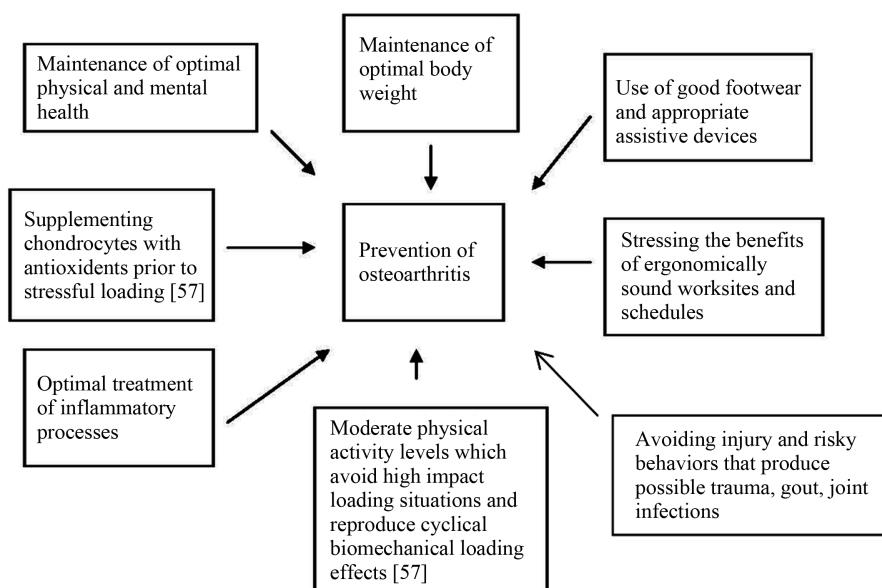 Maintenance of optimal
physical and mental
health
Maintenance of
optimal body
weight
Use of good footwear
and appropriate
assistive devices
Supplementing
chondrocytes with
antioxidents prior to
stressful loading [57]
Prevention of
osteoarthritis
Stressing the benefits
of ergonomically
sound worksites and
schedules
Optimal treatment
of inflammatory
processes
Moderate physical
activity levels which
avoid high impact
loading situations and
reproduce cyclical
biomechanical loading
effects [57]
Avoiding injury and risky
behaviors that produce
possible trauma, gout, joint
infections